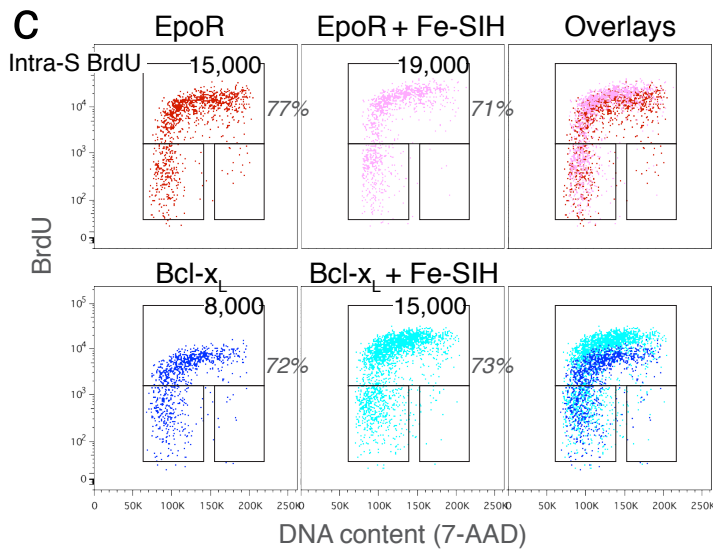 C
EpoR
EpoR + Fe-SIH
Overlays
Intra-S BrdU
15,000
19,000
77%
71%
10⁴
10³
10²
0
BrdU
Bcl-xL
Bcl-xL + Fe-SIH
8,000
15,000
72%
73%
10⁵
10⁴
10³
10²
0
0 50K 100K 150K 200K 250K
0 50K 100K 150K 200K 250K
0 50K 100K 150K 200K 250K
DNA content (7-AAD)